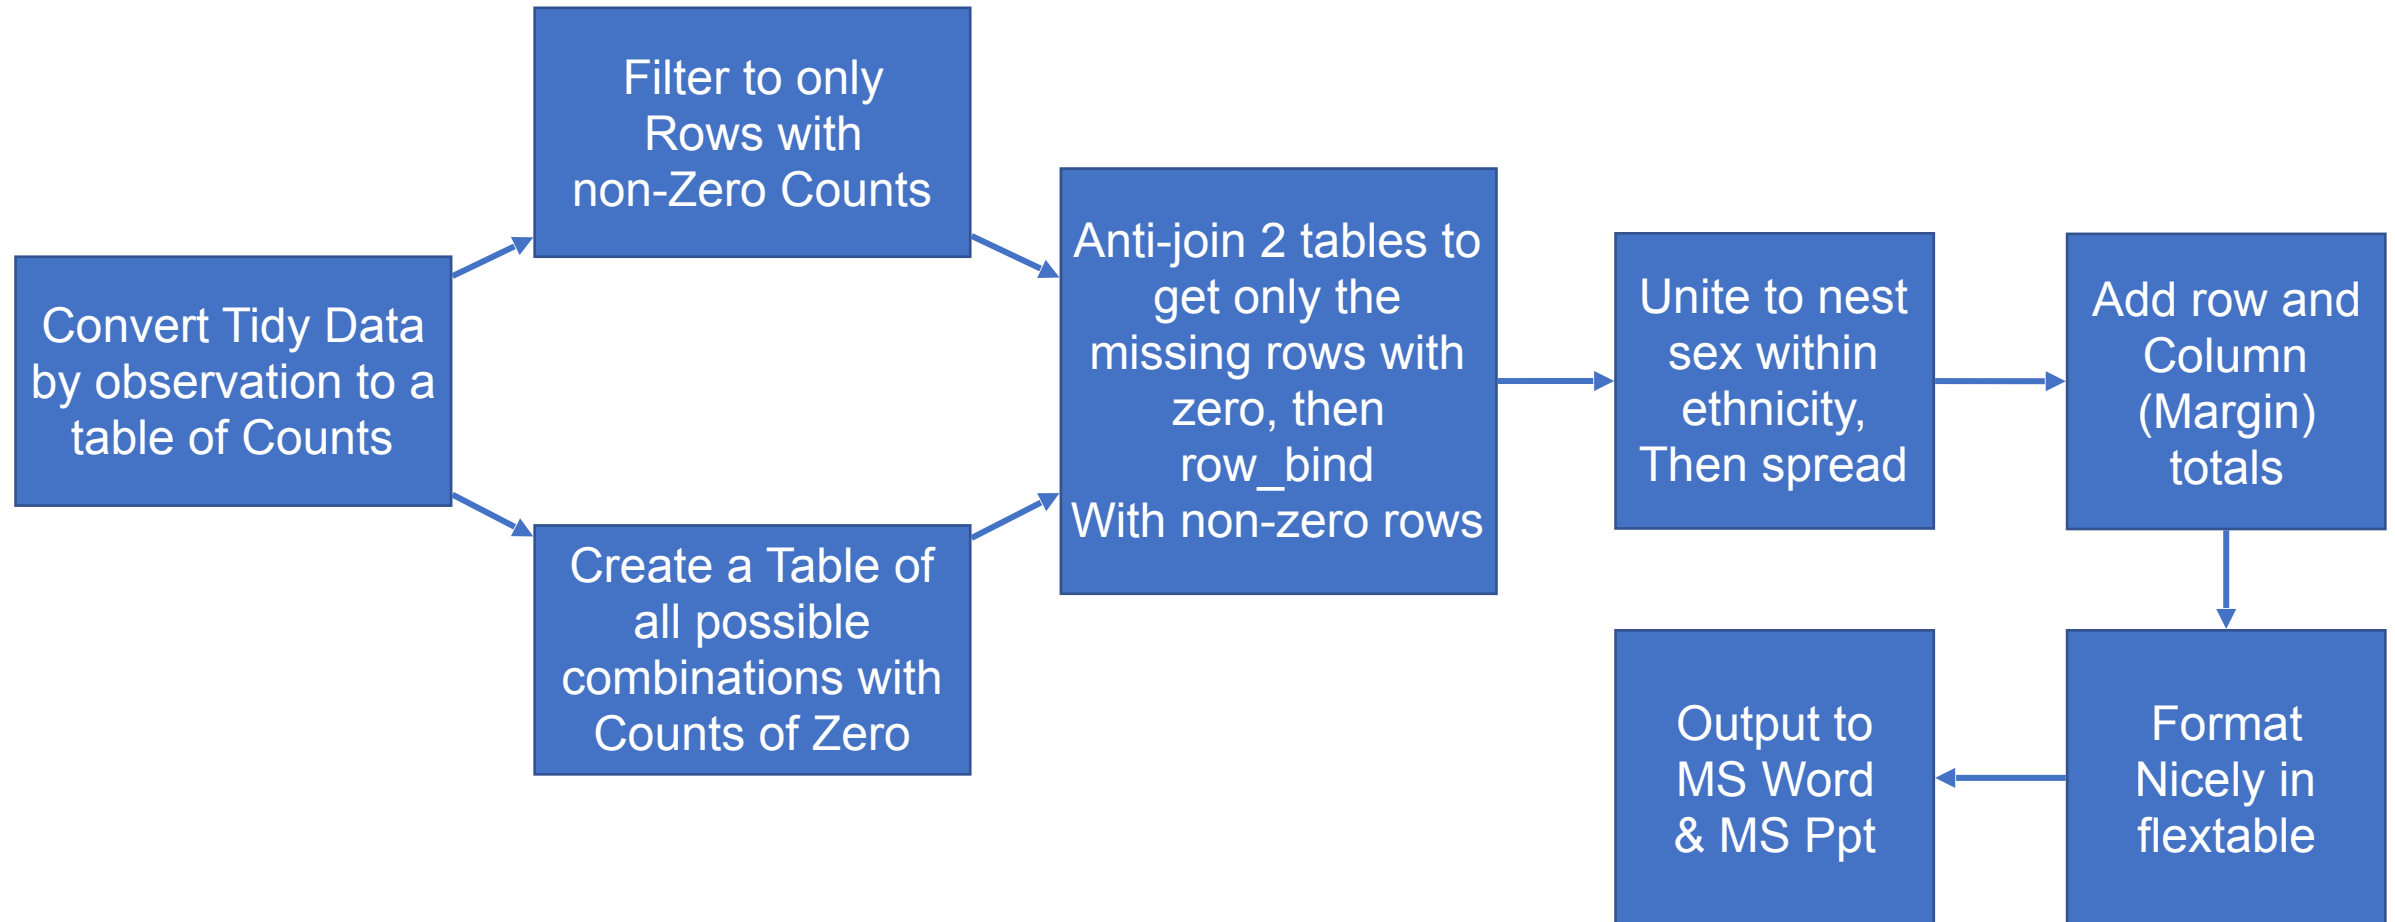 Convert Tidy Data
by observation to a
table of Counts
Filter to only
Rows with
non-Zero Counts
Create a Table of
all possible
combinations with
Counts of Zero
Anti-join 2 tables to
get only the
missing rows with
zero, then
row_bind
With non-zero rows
Unite to nest
sex within
ethnicity,
Then spread
Add row and
Column
(Margin)
totals
Format
Nicely in
flextable
Output to
MS Word
& MS Ppt